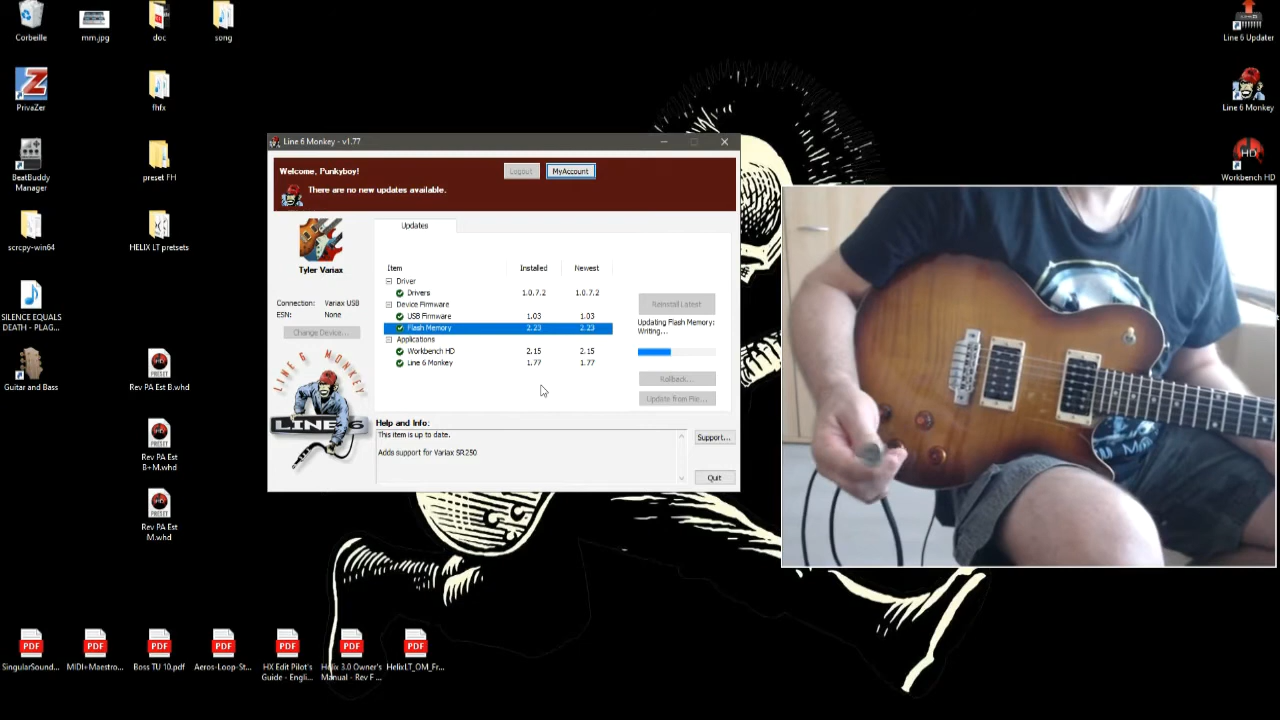 Corbeille
mm.jpg
doc
song
Line 6 Updater
PrivaZer
fhfx
Line 6 Monkey
BeatBuddy
Manager
preset FH
HD
Workbench HD
scrcpy-win64
HELIX LT presets
SILENCE EQUALS
DEATH - PLAG...
Guitar and Bass
Rev PA Est B.whd
Rev PA Est
B+M.whd
Rev PA Est
M.whd
Line 6 Monkey - v1.77
Welcome, Punkyboy!
Logout
MyAccount
There are no new updates available.
Tyler Variax
Connection: Variax USB
ESN: None
Change Device...
LINE 6 MONKEY
LINE 6
Updates
Item Installed Newest
Driver
Drivers 1.0.7.2 1.0.7.2
Device Firmware
USB Firmware 1.03 1.03
Flash Memory 2.23 2.23
Applications
Workbench HD 2.15 2.15
Line 6 Monkey 1.77 1.77
Reinstall Latest
Updating Flash Memory:
Writing...
Rollback...
Update from File...
Help and Info:
This item is up to date.
Adds support for Variax SR250
Support...
Quit
PDF
SingularSound...
PDF
MIDI+Maestro...
PDF
Boss TU 10.pdf
PDF
Aeros-Loop-St...
PDF
HX Edit Pilot's
Guide - Engli...
PDF
Helix 3.0 Owner's
Manual - Rev F ...
PDF
HelixLT_OM_Fr...